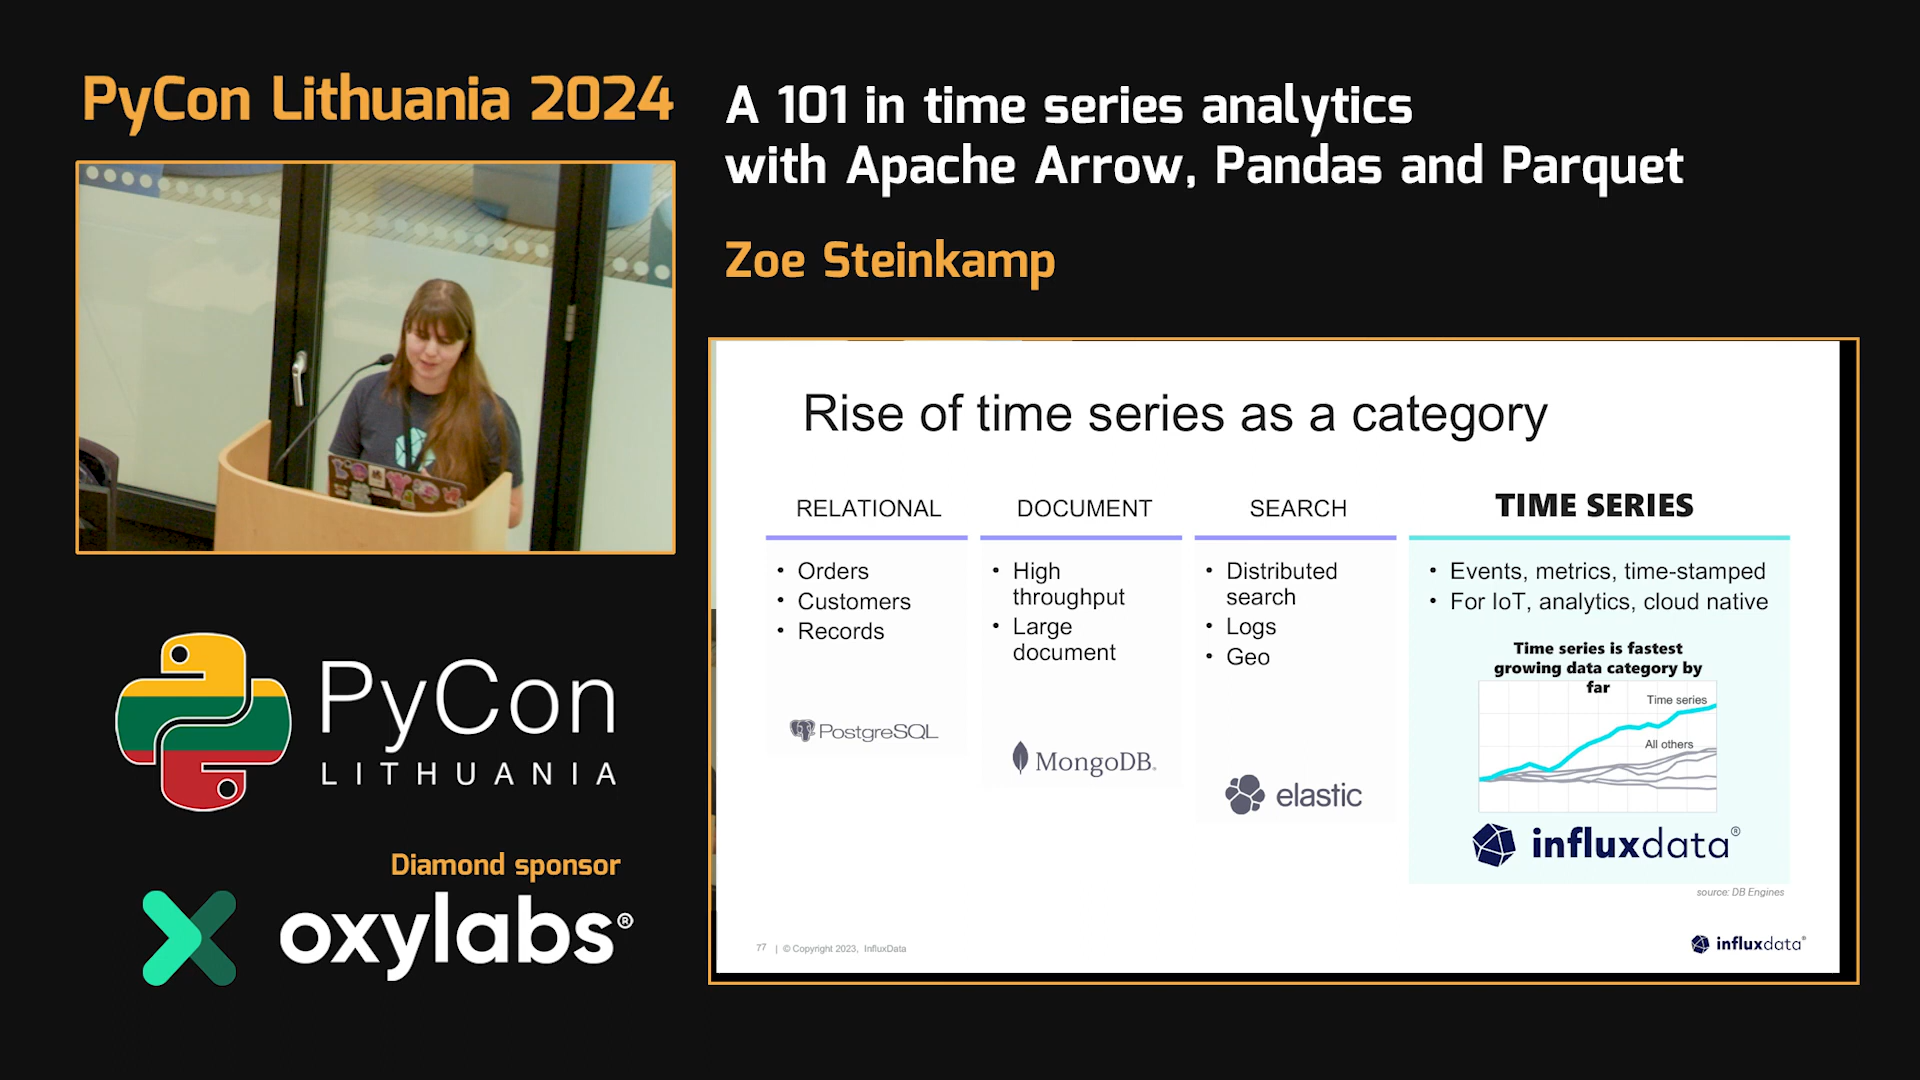 PyCon Lithuania 2024
A 101 in time series analytics
with Apache Arrow, Pandas and Parquet
Zoe Steinkamp
Rise of time series as a category
RELATIONAL
• Orders
• Customers
• Records
PostgreSQL
DOCUMENT
• High
throughput
• Large
document
MongoDB.
SEARCH
• Distributed
search
• Logs
• Geo
elastic
TIME SERIES
• Events, metrics, time-stamped
• For IoT, analytics, cloud native
Time series is fastest
growing data category by
far
Time series
All others
influxdata®
source: DB Engines
77 | © Copyright 2023, InfluxData
influxdata®
PyCon
LITHUANIA
Diamond sponsor
oxylabs®